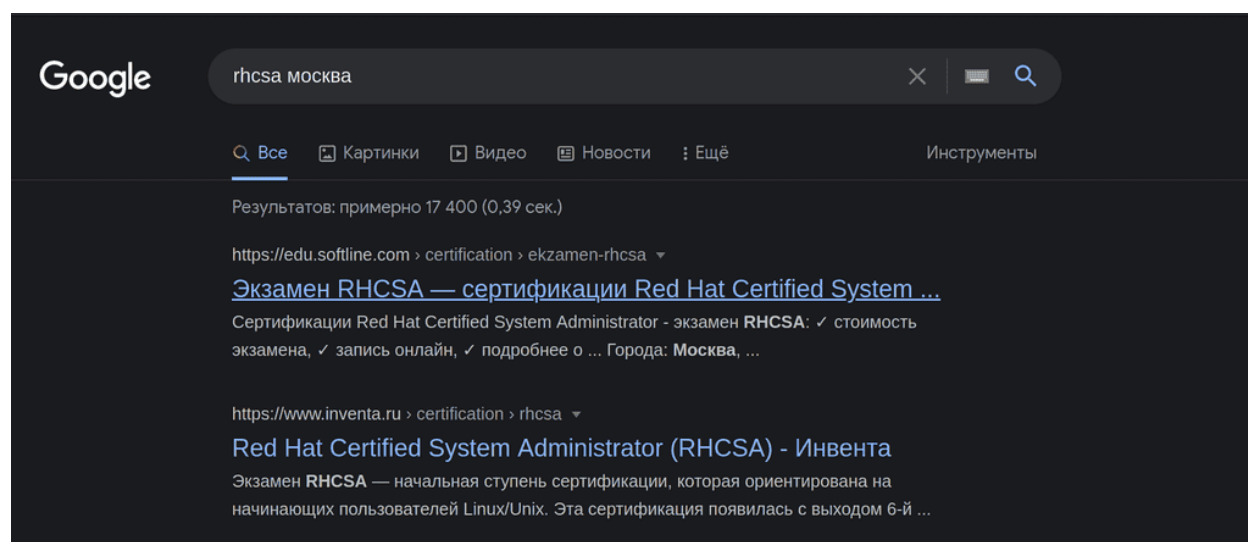 Google
rhcsa москва
Все Картинки Видео Новости Ещё Инструменты
Результатов: примерно 17 400 (0,39 сек.)
https://edu.softline.com › certification › ekzamen-rhcsa
Экзамен RHCSA — сертификации Red Hat Certified System ...
Сертификации Red Hat Certified System Administrator - экзамен RHCSA: ✓ стоимость
экзамена, ✓ запись онлайн, ✓ подробнее о ... Города: Москва, ...
https://www.inventa.ru › certification › rhcsa
Red Hat Certified System Administrator (RHCSA) - Инвента
Экзамен RHCSA — начальная ступень сертификации, которая ориентирована на
начинающих пользователей Linux/Unix. Эта сертификация появилась с выходом 6-й ...